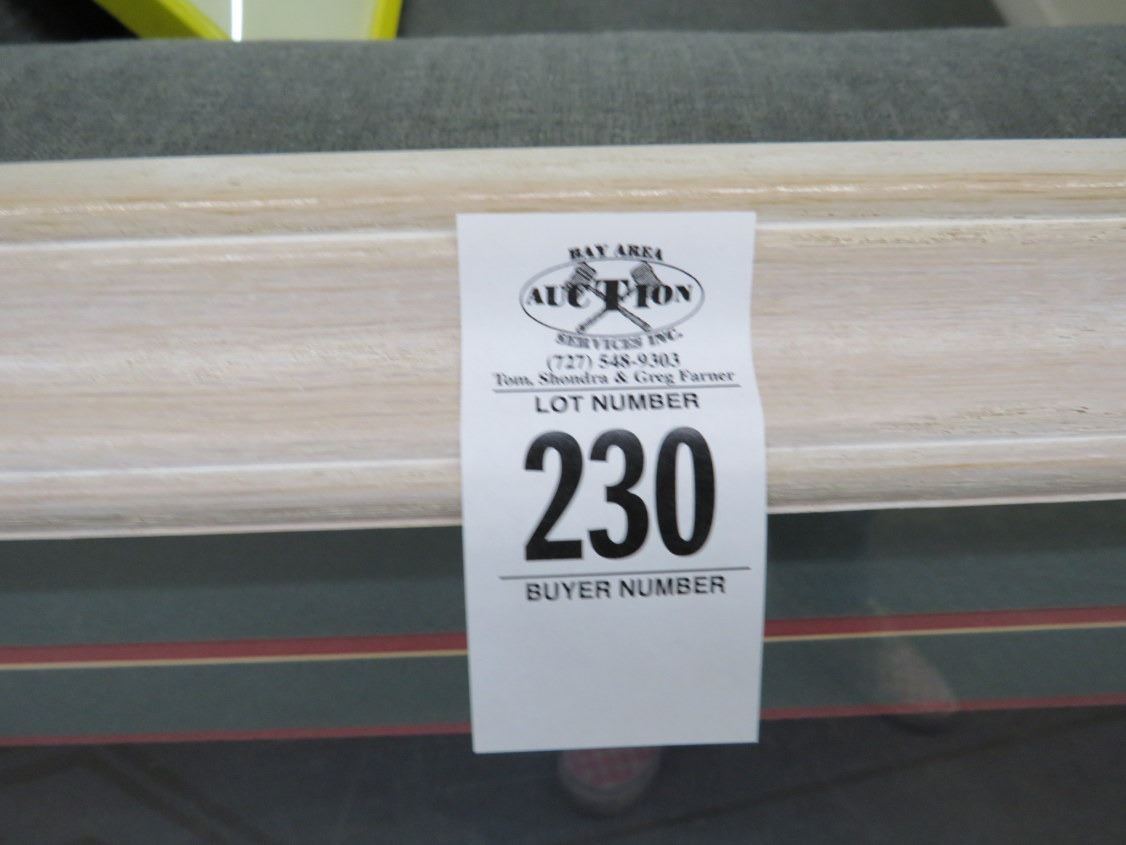 BAY AREA
AUCTION
SERVICES INC.
(727) 548-9303
Tom, Shondra & Greg Farner
LOT NUMBER
230
BUYER NUMBER